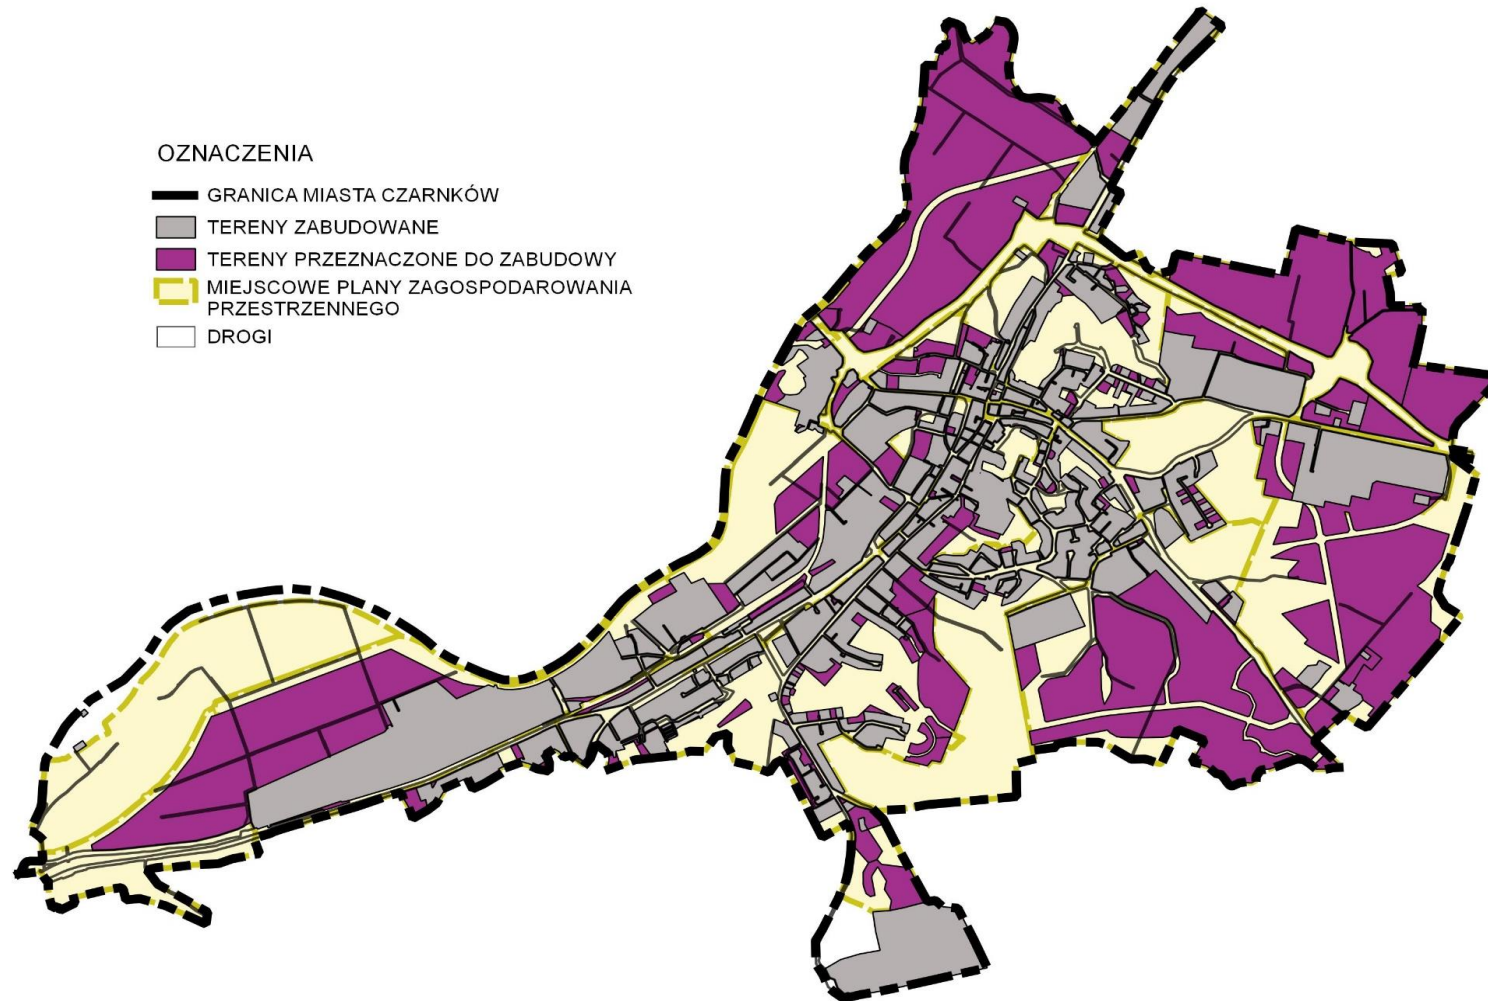 OZNACZENIA
GRANICA MIASTA CZARNKÓW
TERENY ZABUDOWANE
TERENY PRZEZNACZONE DO ZABUDOWY
MIEJSCOWE PLANY ZAGOSPODAROWANIA
PRZESTRZENNEGO
DROGI